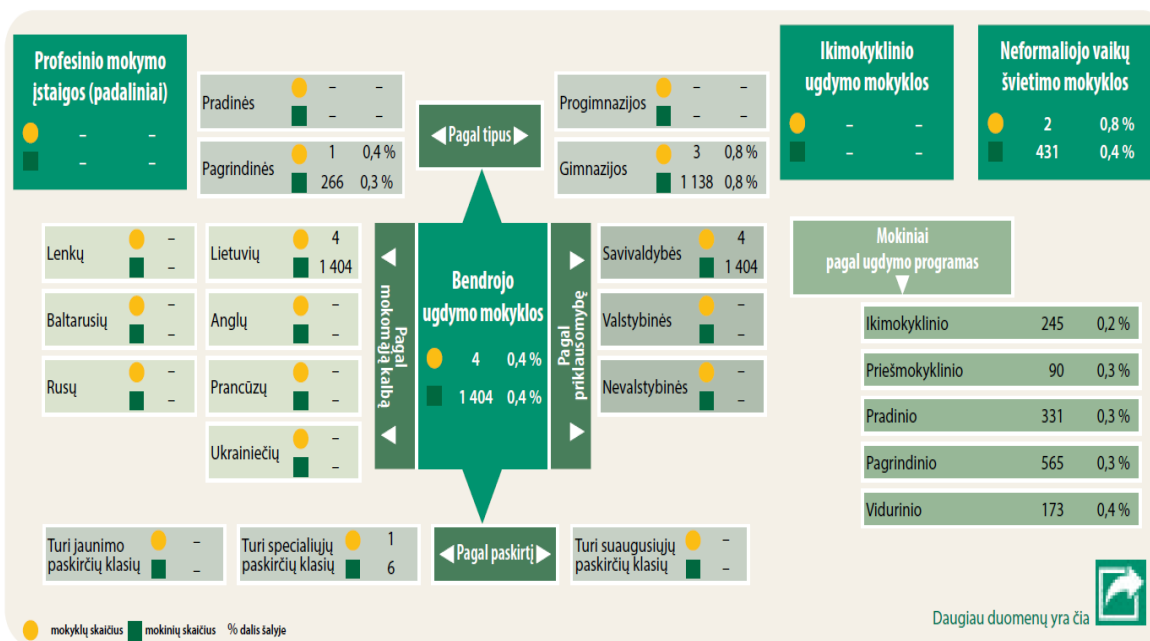 Profesinio mokymo
įstaigos (padaliniai)
– –
– –
Pradinės
– –
– –
Pagrindinės
1 0,4 %
266 0,3 %
Pagal tipus
Progimnazijos
– –
– –
Gimnazijos
3 0,8 %
1 138 0,8 %
Ikimokyklinio
ugdymo mokyklos
– –
– –
Neformaliojo vaikų
švietimo mokyklos
2 0,8 %
431 0,4 %
Lenkų
–
–
Lietuvių
4
1 404
Baltarusių
–
–
Anglų
–
–
Rusų
–
–
Prancūzų
–
–
Ukrainiečių
–
–
Pagal
mokomąją kalbą
Bendrojo
ugdymo mokyklos
4 0,4 %
1 404 0,4 %
Pagal
priklausomybę
Savivaldybės
4
1 404
Valstybinės
–
–
Nevalstybinės
–
–
Mokiniai
pagal ugdymo programas
Ikimokyklinio 245 0,2 %
Priešmokyklinio 90 0,3 %
Pradinio 331 0,3 %
Pagrindinio 565 0,3 %
Vidurinio 173 0,4 %
Turi jaunimo
paskirčių klasių
–
–
Turi specialiųjų
paskirčių klasių
1
6
Pagal paskirtį
Turi suaugusiųjų
paskirčių klasių
–
–
Daugiau duomenų yra čia
mokyklų skaičius mokinių skaičius % dalis šalyje